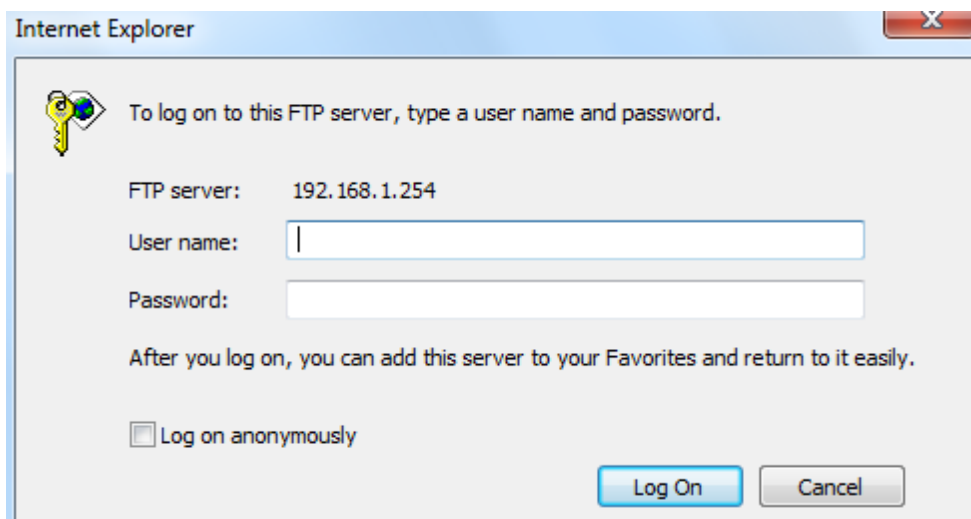 Internet Explorer
To log on to this FTP server, type a user name and password.
FTP server: 192.168.1.254
User name:
Password:
After you log on, you can add this server to your Favorites and return to it easily.
Log on anonymously
Log On Cancel